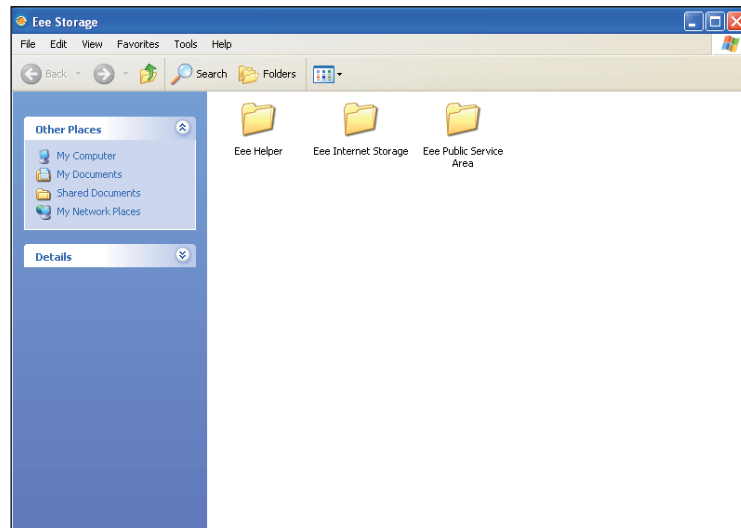 Eee Storage
File Edit View Favorites Tools Help
Back Search Folders
Other Places
My Computer
My Documents
Shared Documents
My Network Places
Details
Eee Helper
Eee Internet Storage
Eee Public Service
Area